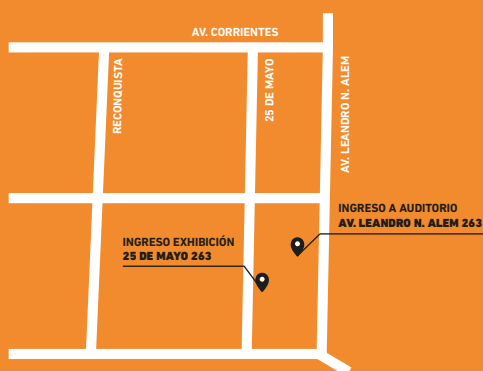 AV. CORRIENTES
RECONQUISTA
25 DE MAYO
AV. LEANDRO N. ALEM
INGRESO A AUDITORIO
AV. LEANDRO N. ALEM 263
INGRESO EXHIBICIÓN
25 DE MAYO 263